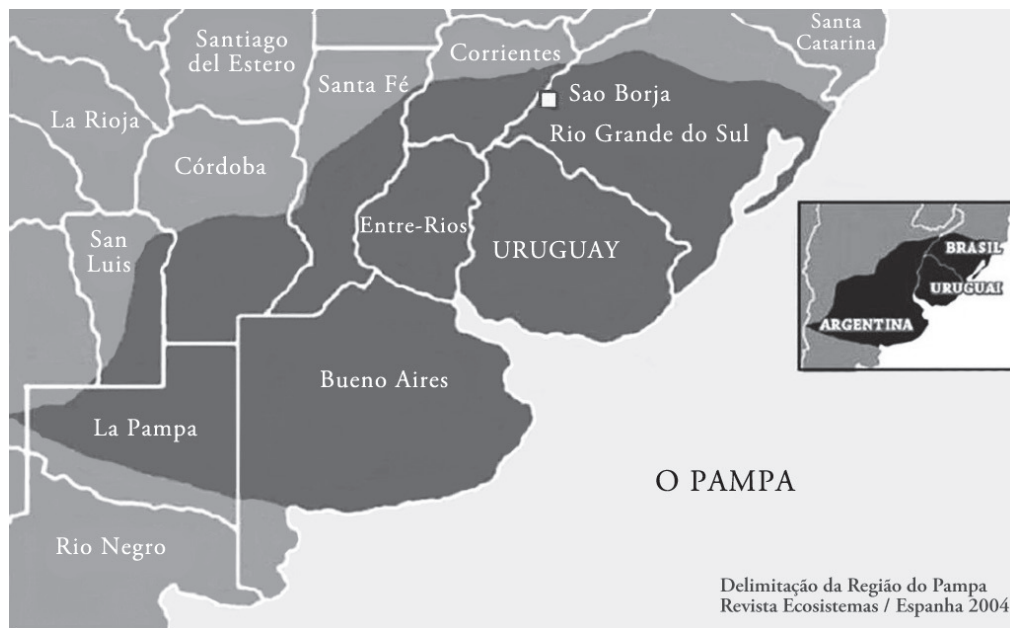 Santiago
del Estero
Corrientes
Santa
Catarina
Santa Fé
La Rioja
Sao Borja
Rio Grande do Sul
Córdoba
San
Luis
Entre-Rios
URUGUAY
BRASIL
URUGUAI
ARGENTINA
Bueno Aires
La Pampa
O PAMPA
Rio Negro
Delimitação da Região do Pampa
Revista Ecosistemas / Espanha 2004